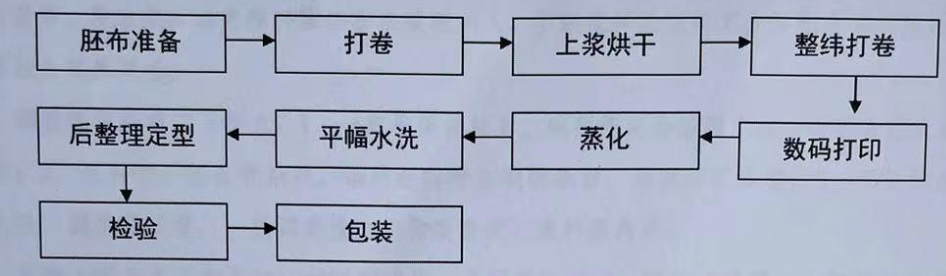 胚布准备 打卷 上浆烘干 整纬打卷
数码打印
蒸化
平幅水洗
后整理定型
检验 包装